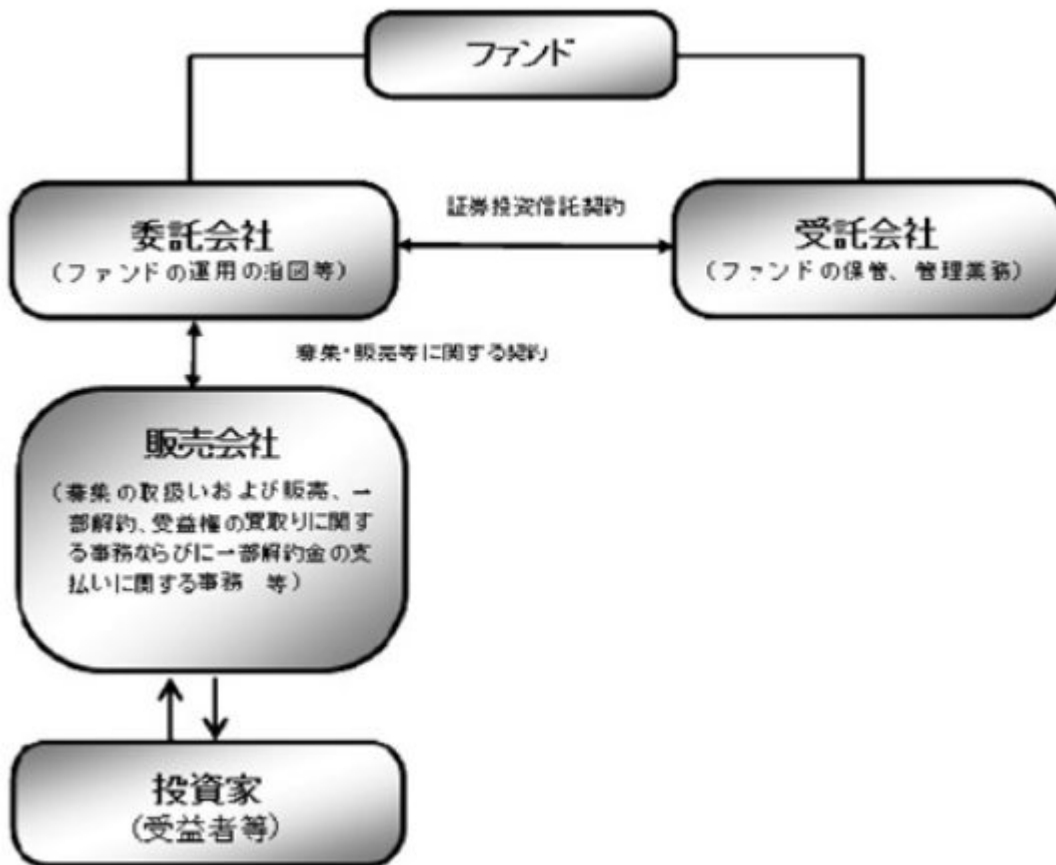 ファンド
委託会社
(ファンドの運用の指図等)
証券投資信託契約
受託会社
(ファンドの保管、管理業務)
募集・販売等に関する契約
販売会社
(募集の取扱いおよび販売、一
部解約、受益権の買取りに関す
る事務ならびに一部解約金の支
払いに関する事務 等)
投資家
(受益者等)